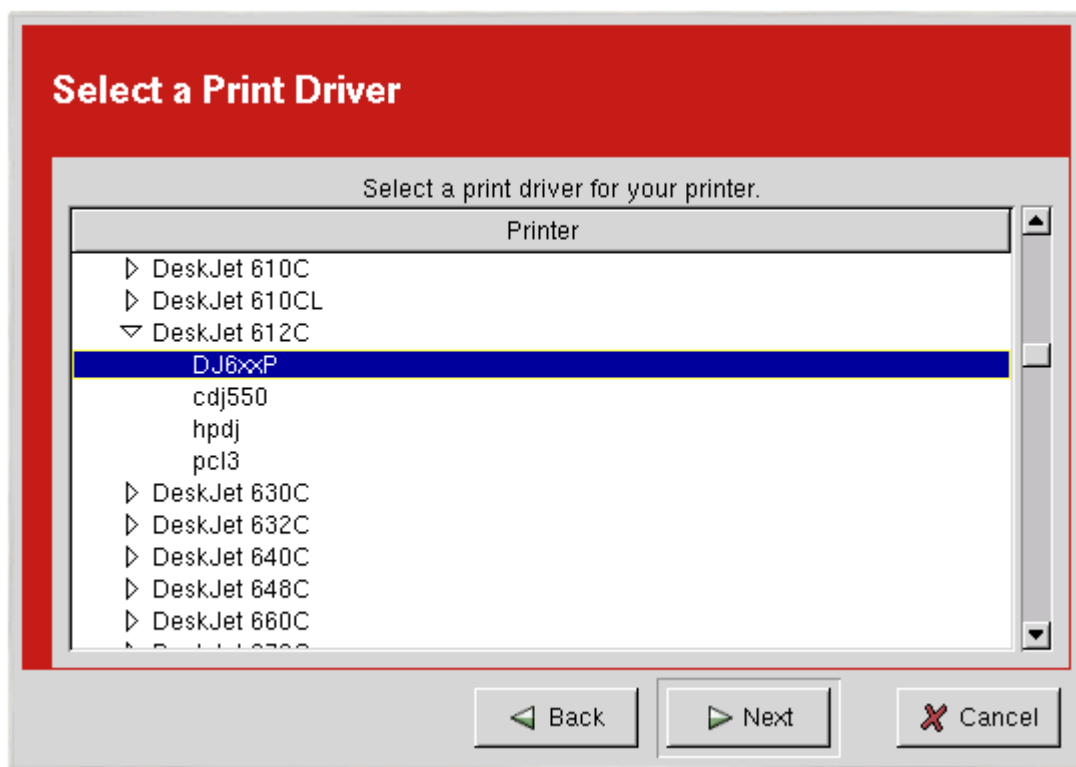 Select a Print Driver
Select a print driver for your printer.
Printer
DeskJet 610C
DeskJet 610CL
DeskJet 612C
DJ6xxP
cdj550
hpdj
pcl3
DeskJet 630C
DeskJet 632C
DeskJet 640C
DeskJet 648C
DeskJet 660C
Back Next Cancel